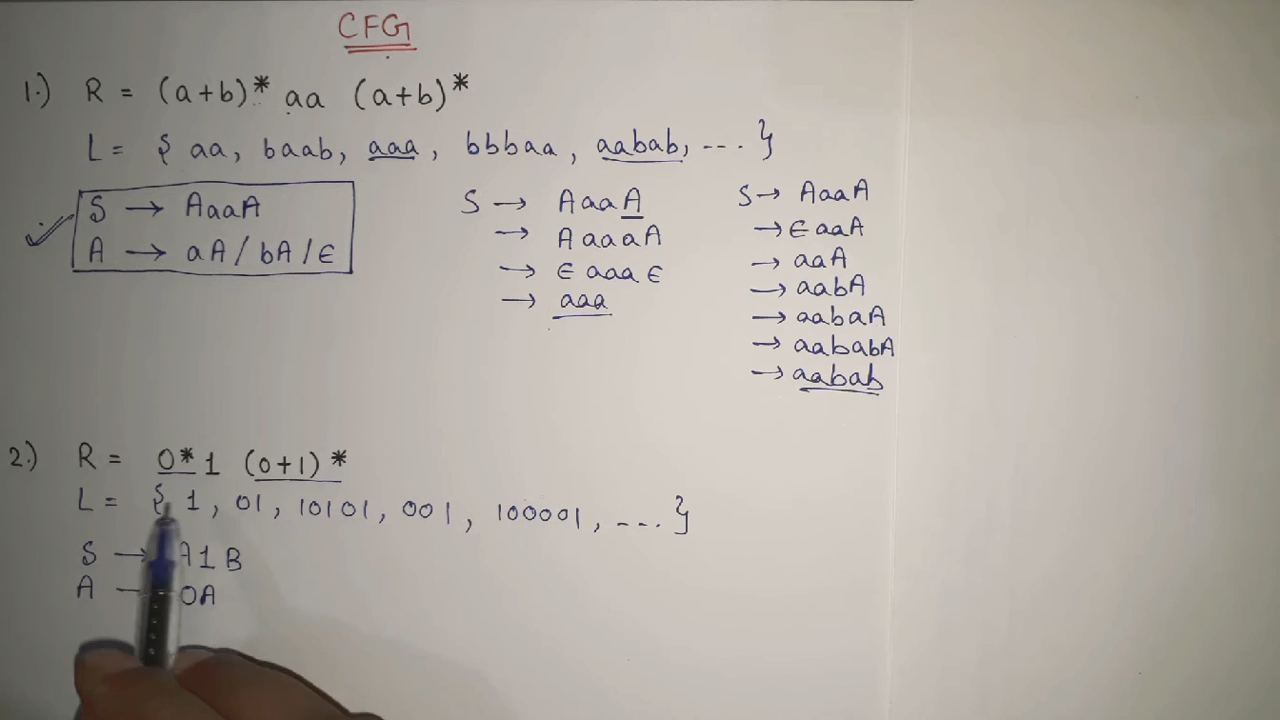 CFG
1.) R = (a+b)* aa (a+b)*
L = { aa, baab, aaa, bbbaa, aabab, ---. }
S → AaaA
A → aA / bA / ϵ
S → AaaA
→ AaaaA
→ ϵ aaa ϵ
→ aaa
S → AaaA
→ ϵ aaA
→ aaA
→ aabA
→ aabaA
→ aababA
→ aabab
2.) R = 0*1 (0+1)*
L = { 1, 01, 10101, 001, 100001, ---. }
S → A1B
A → 0A